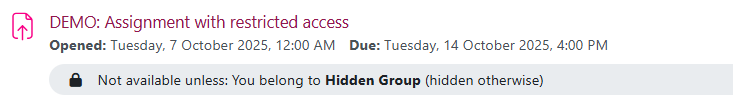 DEMO: Assignment with restricted access
Opened: Tuesday, 7 October 2025, 12:00 AM Due: Tuesday, 14 October 2025, 4:00 PM
Not available unless: You belong to Hidden Group (hidden otherwise)